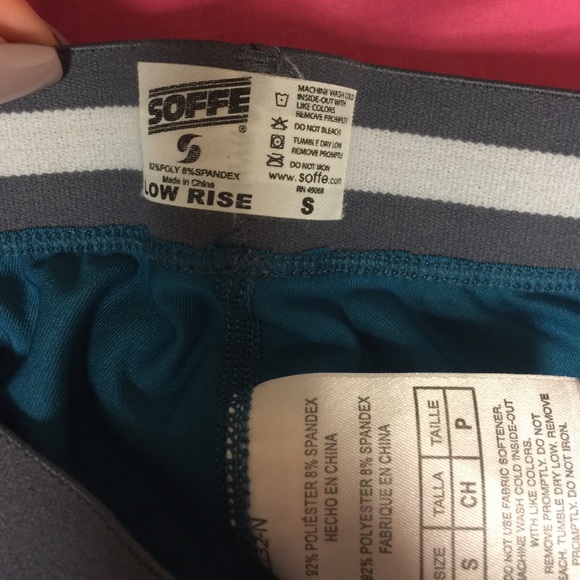 SOFFE
®
92%POLY 8%SPANDEX
Made in China
LOW RISE
MACHINE WASH COLD
INSIDE-OUT WITH
LIKE COLORS
REMOVE PROMPTLY
DO NOT BLEACH
TUMBLE DRY LOW
REMOVE PROMPTLY
DO NOT IRON
www.soffe.com
RN 49068
S
92% POLIÉSTER 8% SPANDEX
HECHO EN CHINA
92% POLYESTER 8% SPANDEX
FABRIQUE EN CHINA
SIZE TALLA TAILLE
S CH P
DO NOT USE FABRIC SOFTENER.
MACHINE WASH COLD INSIDE-OUT
WITH LIKE COLORS.
REMOVE PROMPTLY. DO NOT
BLEACH. TUMBLE DRY LOW. REMOVE
PROMPTLY. DO NOT IRON.